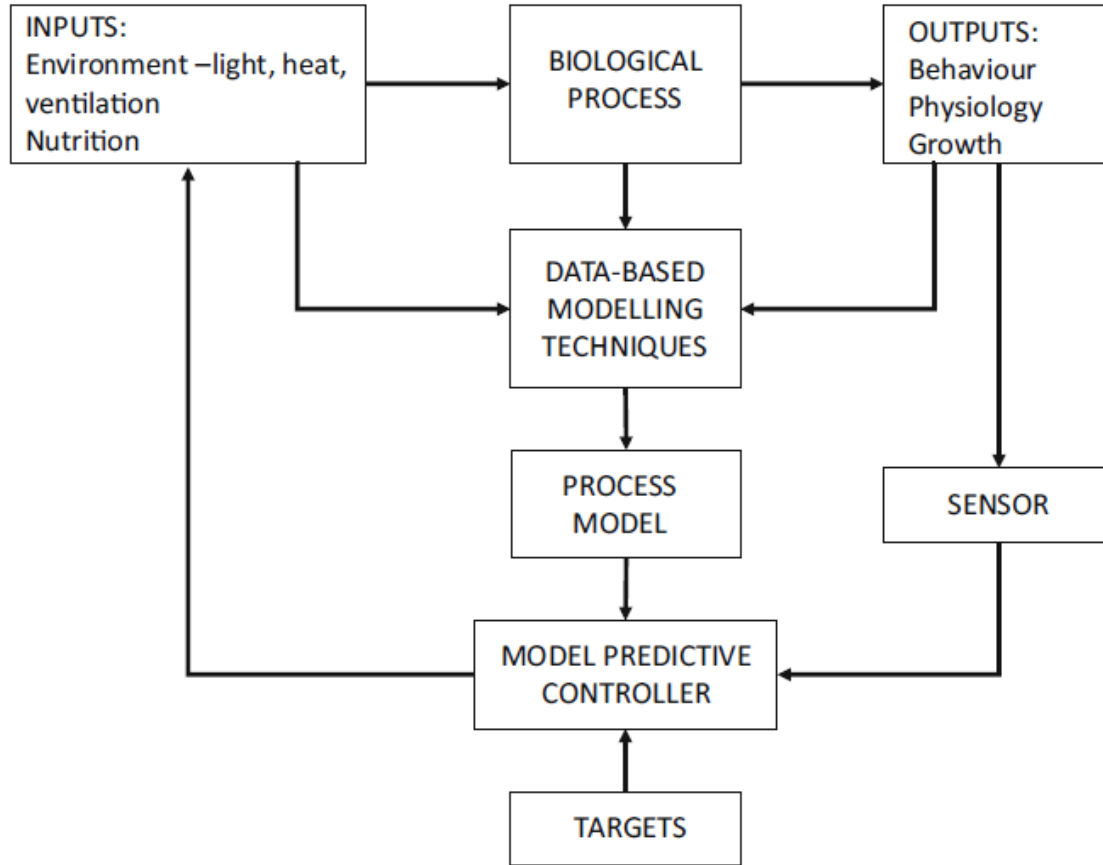 INPUTS:
Environment –light, heat,
ventilation
Nutrition
BIOLOGICAL
PROCESS
OUTPUTS:
Behaviour
Physiology
Growth
DATA-BASED
MODELLING
TECHNIQUES
PROCESS
MODEL
SENSOR
MODEL PREDICTIVE
CONTROLLER
TARGETS